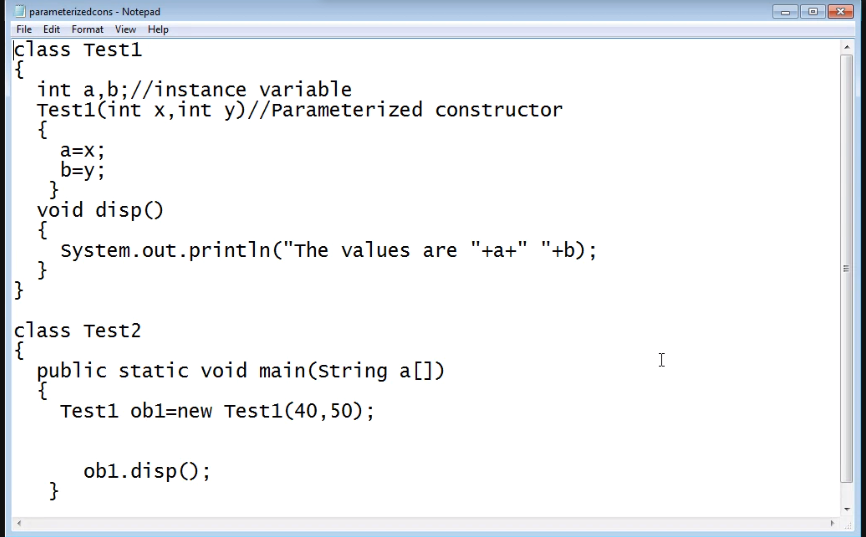 parameterizedcons - Notepad
File Edit Format View Help
class Test1
{
int a,b;//instance variable
Test1(int x,int y)//Parameterized constructor
{
a=x;
b=y;
}
void disp()
{
System.out.println("The values are "+a+" "+b);
}
}
class Test2
{
public static void main(String a[])
{
Test1 ob1=new Test1(40,50);
ob1.disp();
}